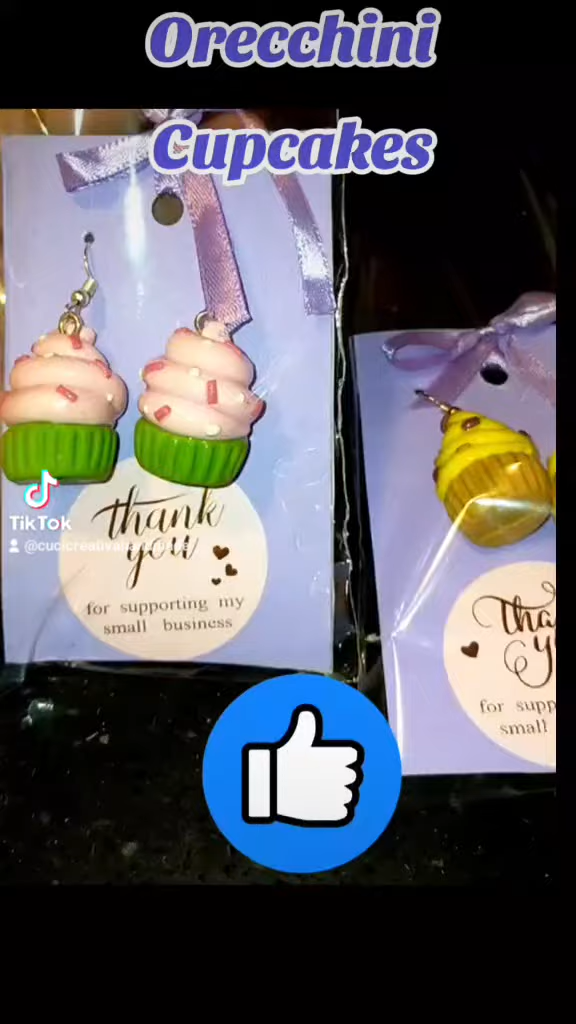 Orecchini
Cupcakes
TikTok
thank
you
for supporting my
small business
for supp
small